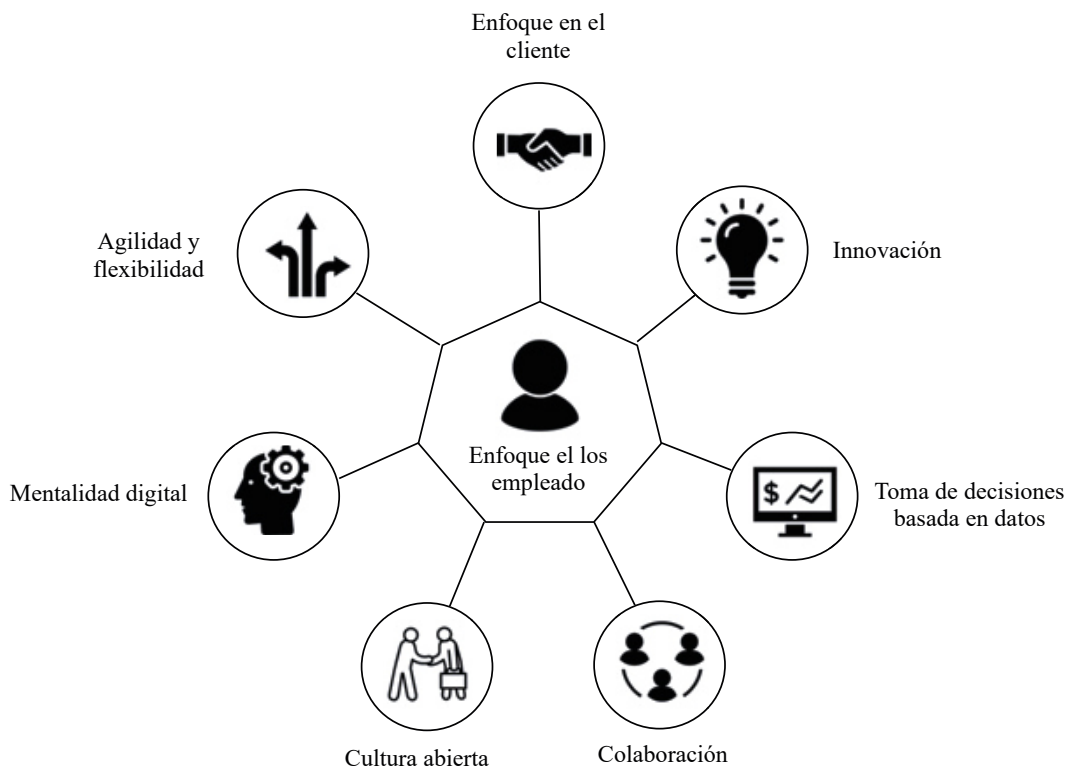 Enfoque en el
cliente
Innovación
Toma de decisiones
basada en datos
Colaboración
Cultura abierta
Mentalidad digital
Agilidad y
flexibilidad
Enfoque el los
empleado
$